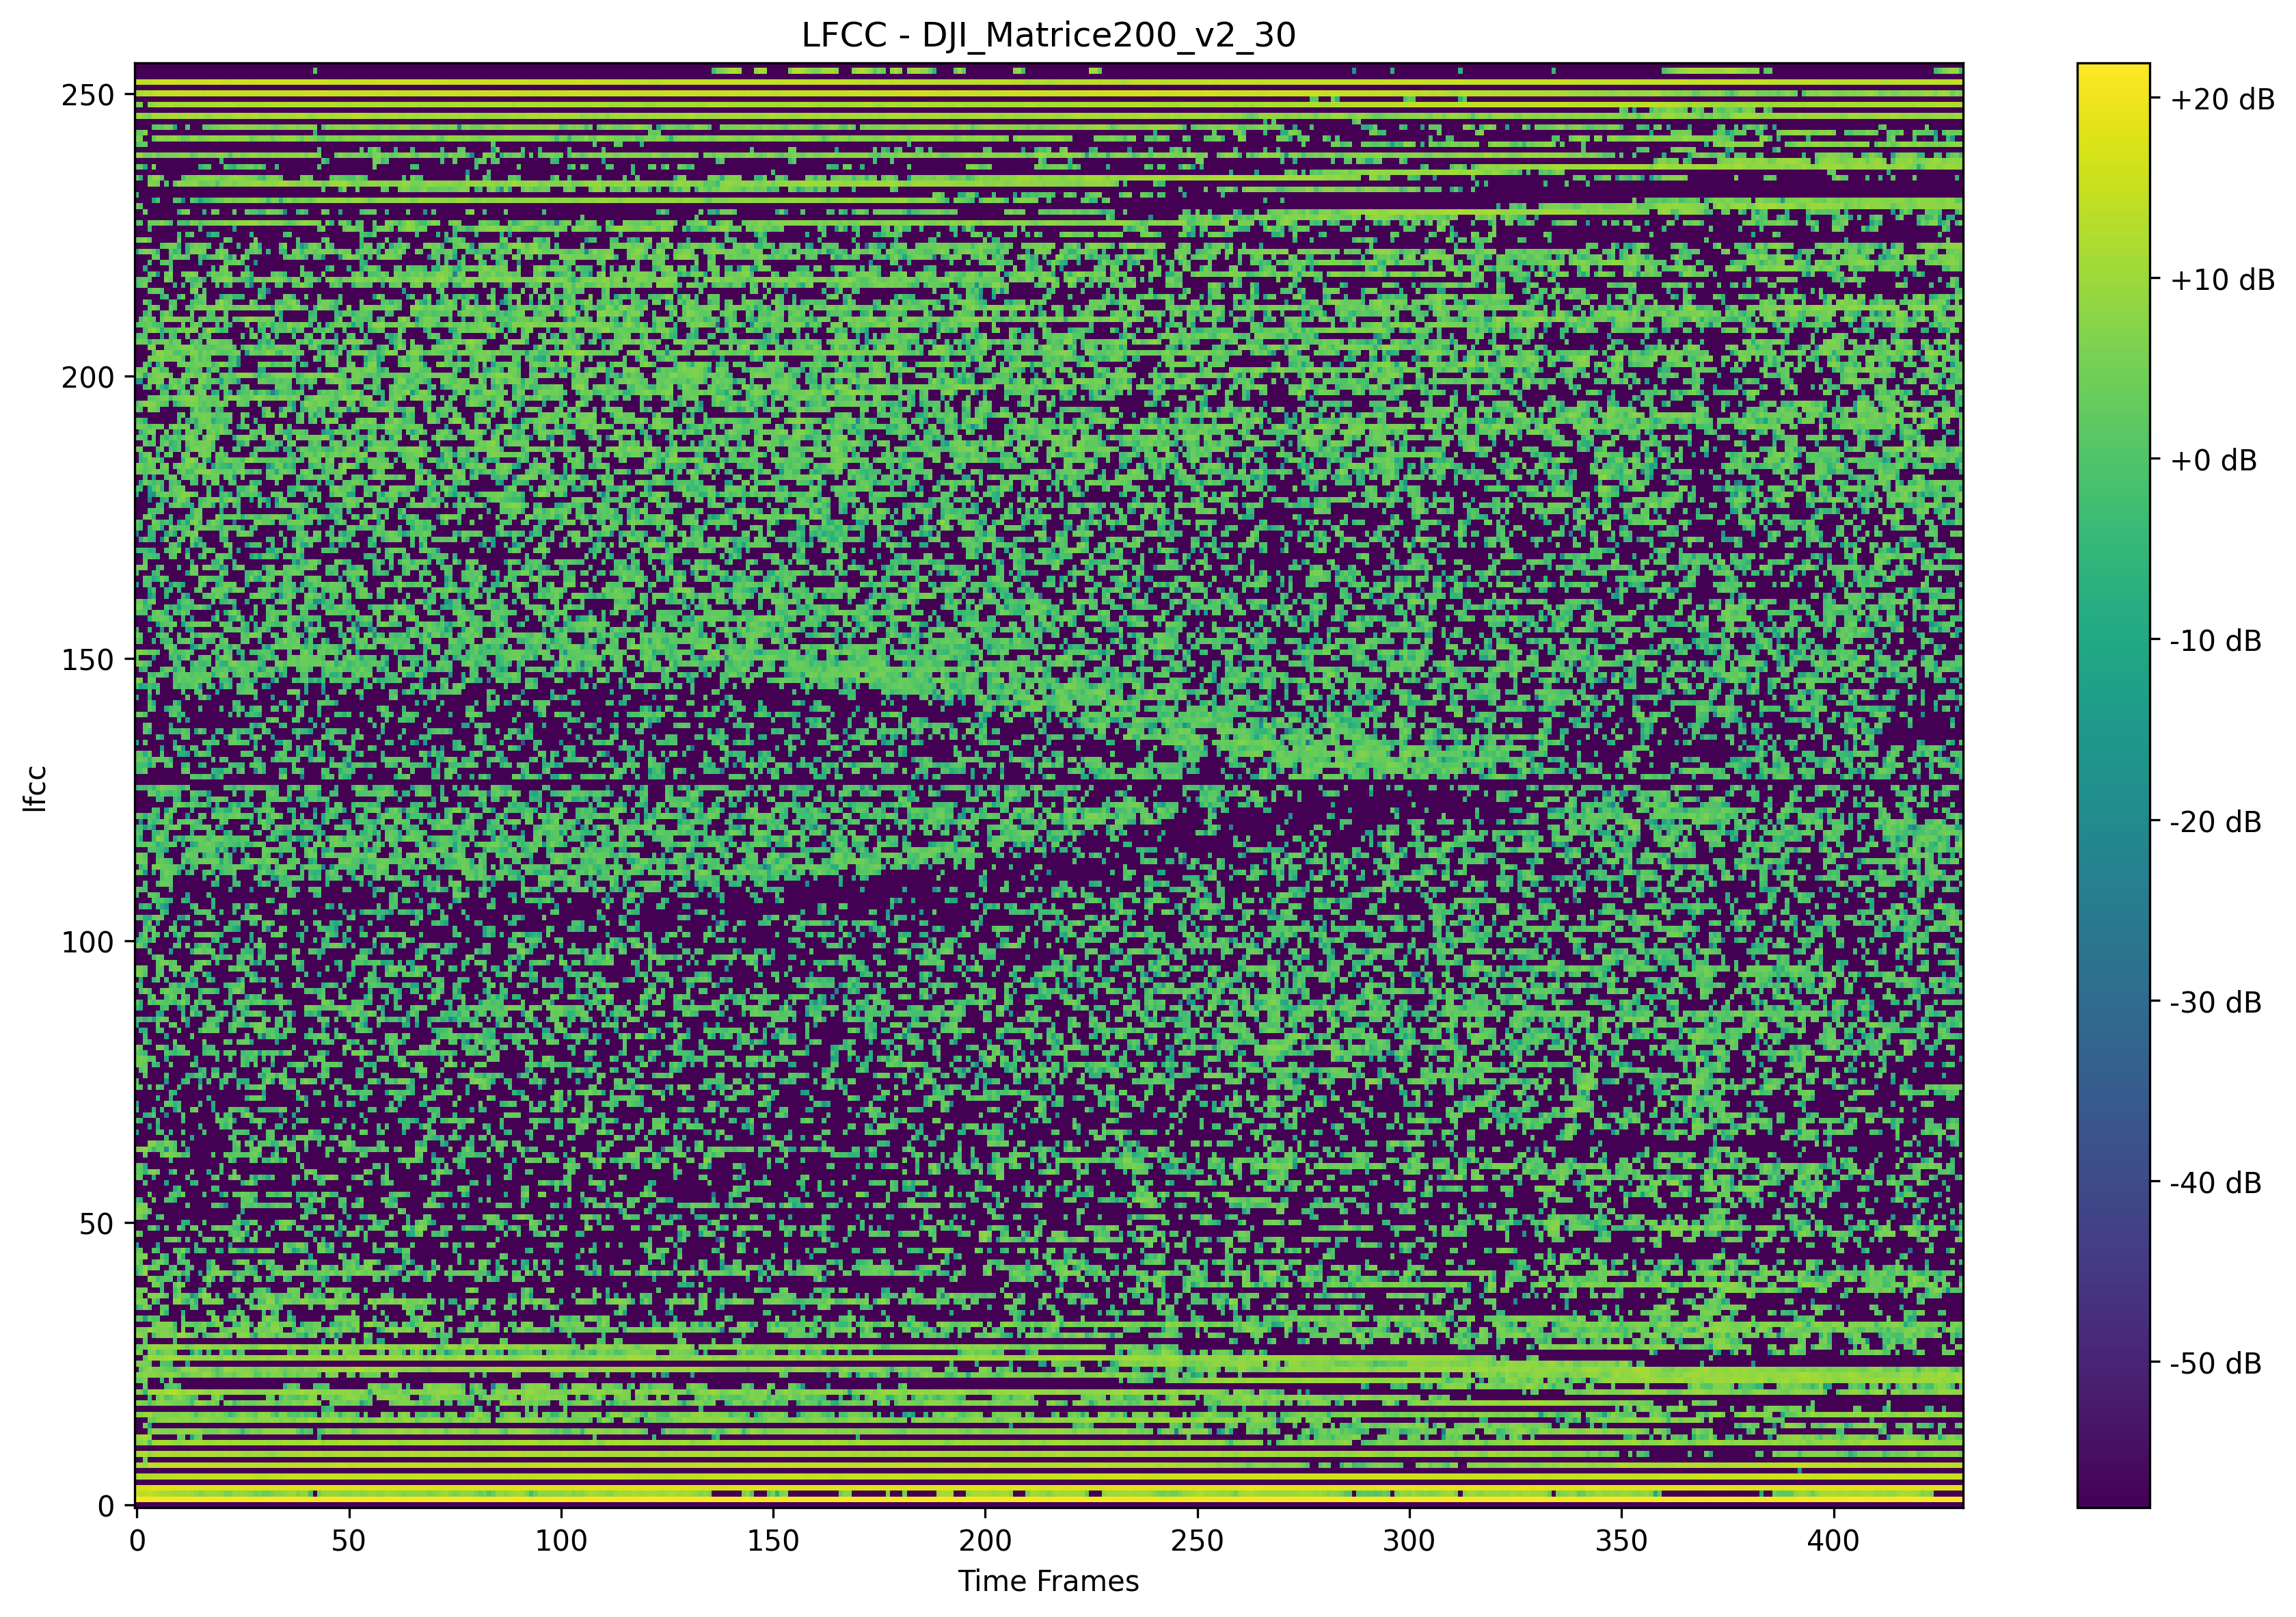 LFCC - DJI_Matrice200_v2_30
250
200
150
100
50
0
lfcc
0 50 100 150 200 250 300 350 400
Time Frames
+20 dB
+10 dB
+0 dB
-10 dB
-20 dB
-30 dB
-40 dB
-50 dB